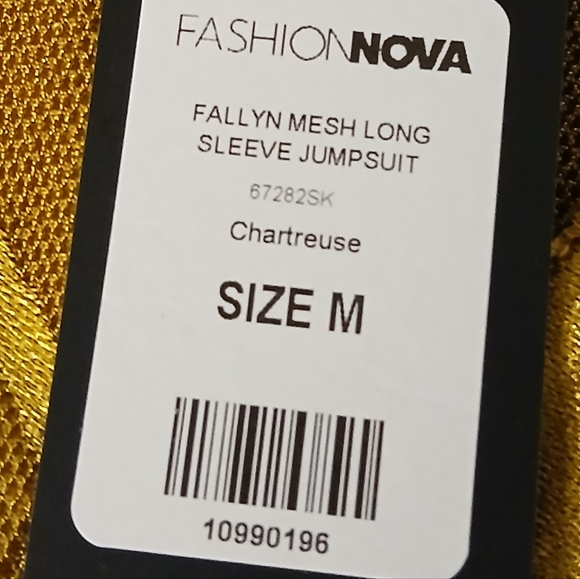 FASHIONNOVA
FALLYN MESH LONG
SLEEVE JUMPSUIT
67282SK
Chartreuse
SIZE M
10990196